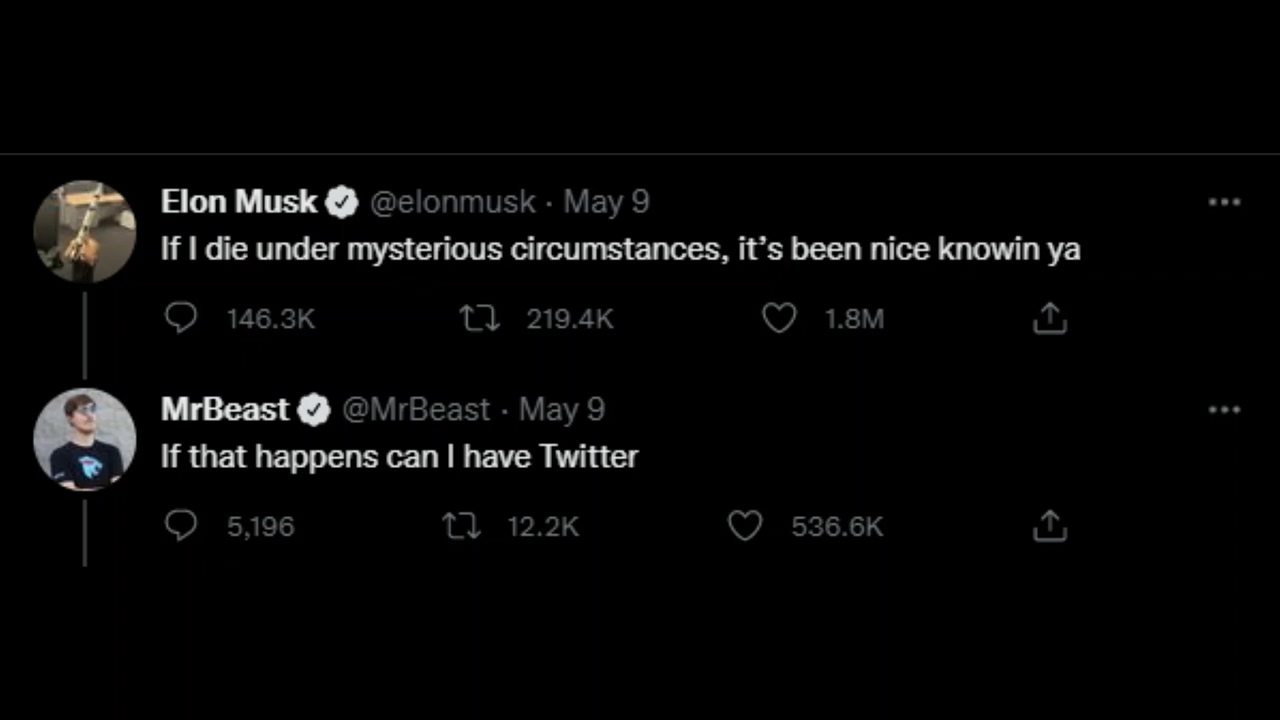 Elon Musk @elonmusk · May 9
If I die under mysterious circumstances, it’s been nice knowin ya
146.3K 219.4K 1.8M
MrBeast @MrBeast · May 9
If that happens can I have Twitter
5,196 12.2K 536.6K